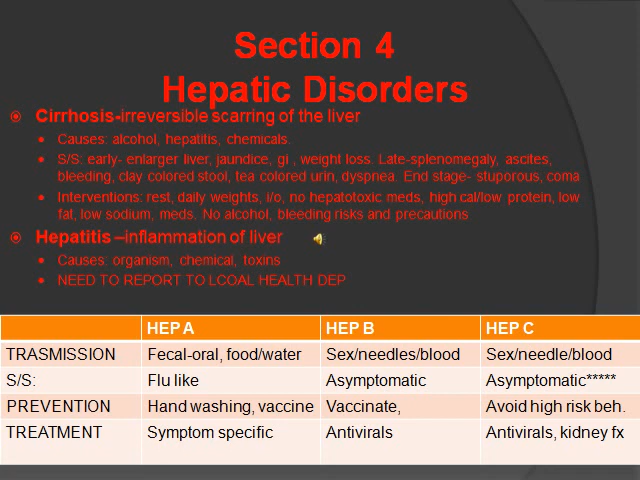 Section 4
Hepatic Disorders
Cirrhosis-irreversible scarring of the liver
Causes: alcohol, hepatitis, chemicals.
S/S: early- enlarger liver, jaundice, gi , weight loss. Late-splenomegaly, ascites,
bleeding, clay colored stool, tea colored urin, dyspnea. End stage- stuporous, coma
Interventions: rest, daily weights, i/o, no hepatotoxic meds, high cal/low protein, low
fat, low sodium, meds. No alcohol, bleeding risks and precautions
Hepatitis –inflammation of liver
Causes: organism, chemical, toxins
NEED TO REPORT TO LCOAL HEALTH DEP
HEP A HEP B HEP C
TRASMISSION Fecal-oral, food/water Sex/needles/blood Sex/needle/blood
S/S: Flu like Asymptomatic Asymptomatic*****
PREVENTION Hand washing, vaccine Vaccinate, Avoid high risk beh.
TREATMENT Symptom specific Antivirals Antivirals, kidney fx